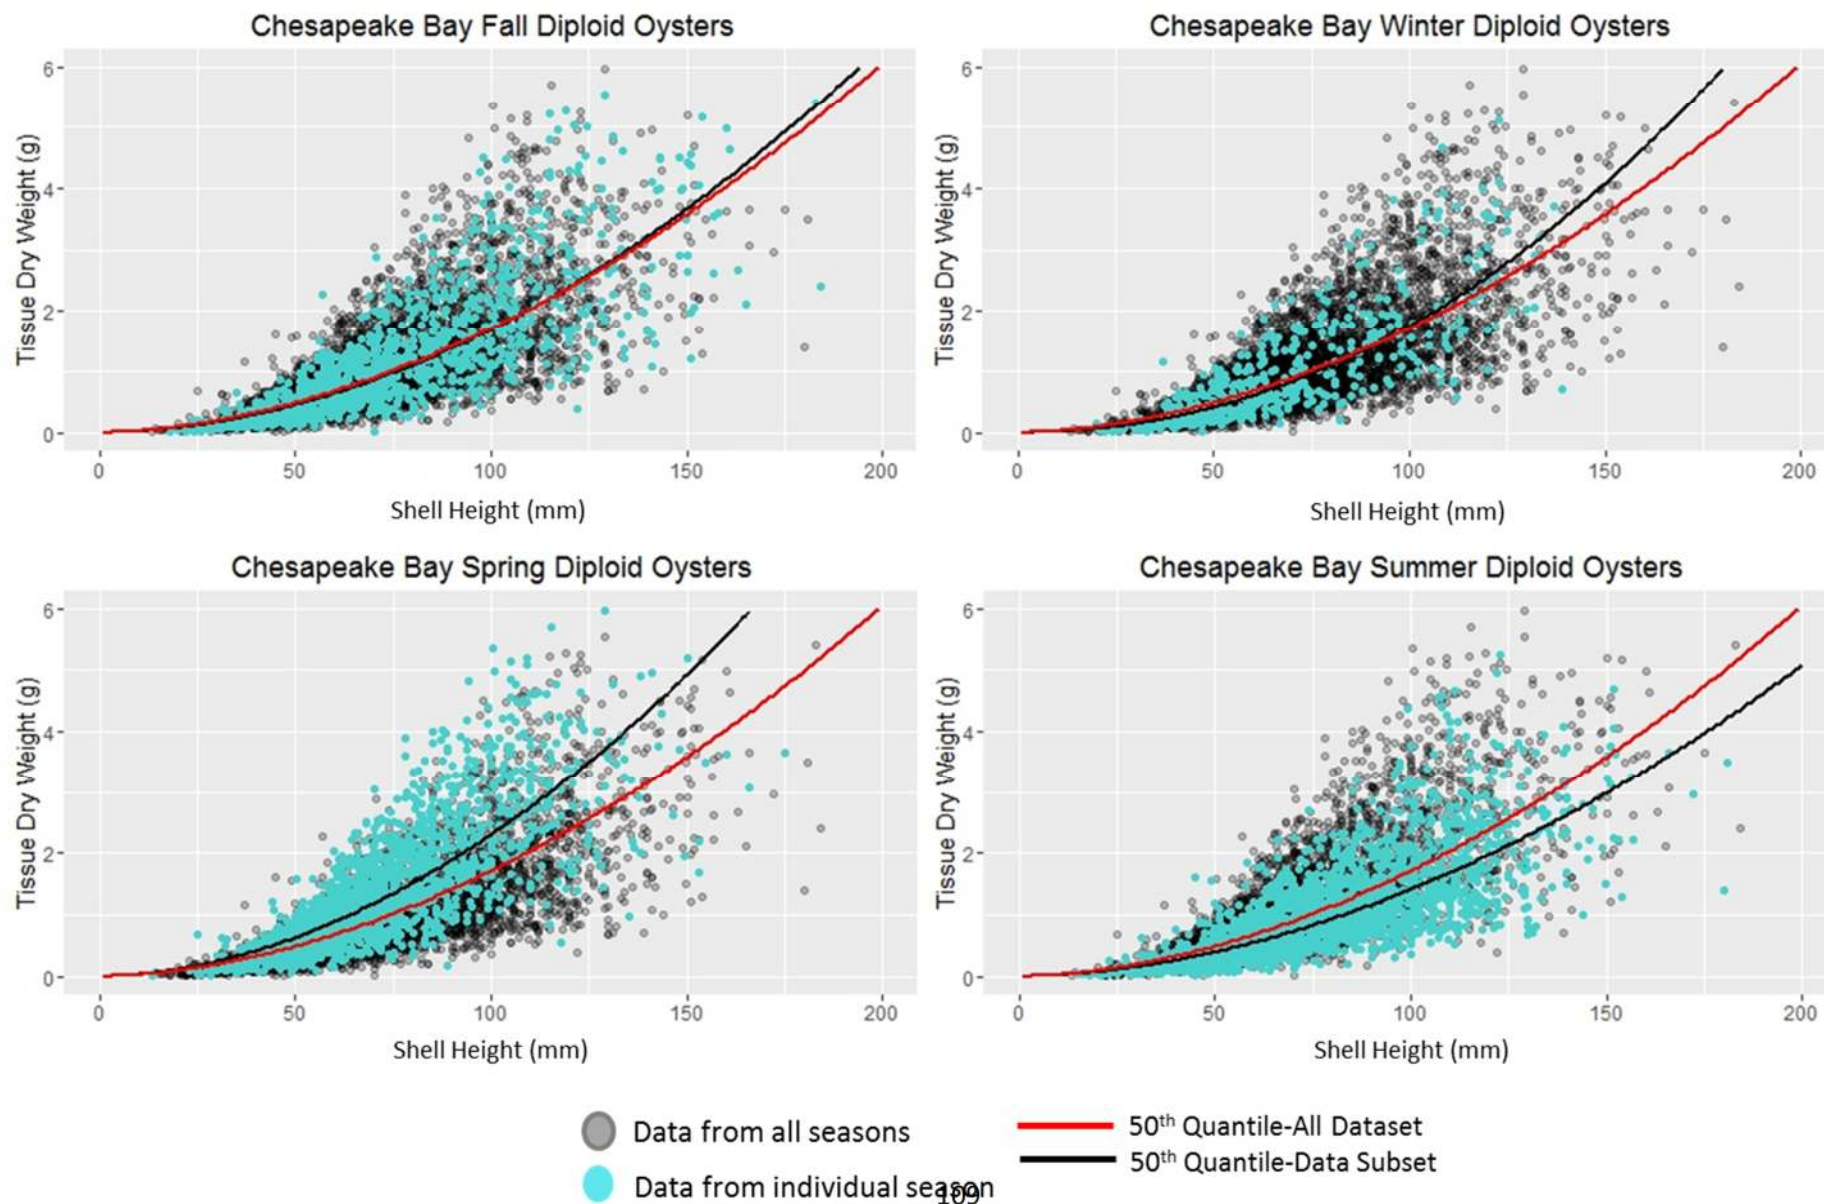 Chesapeake Bay Fall Diploid Oysters
Tissue Dry Weight (g)
6
4
2
0
0 50 100 150 200
Shell Height (mm)
Chesapeake Bay Winter Diploid Oysters
Tissue Dry Weight (g)
6
4
2
0
0 50 100 150 200
Shell Height (mm)
Chesapeake Bay Spring Diploid Oysters
Tissue Dry Weight (g)
6
4
2
0
0 50 100 150 200
Shell Height (mm)
Chesapeake Bay Summer Diploid Oysters
Tissue Dry Weight (g)
6
4
2
0
0 50 100 150 200
Shell Height (mm)
Data from all seasons
Data from individual season
50th Quantile-All Dataset
50th Quantile-Data Subset
109